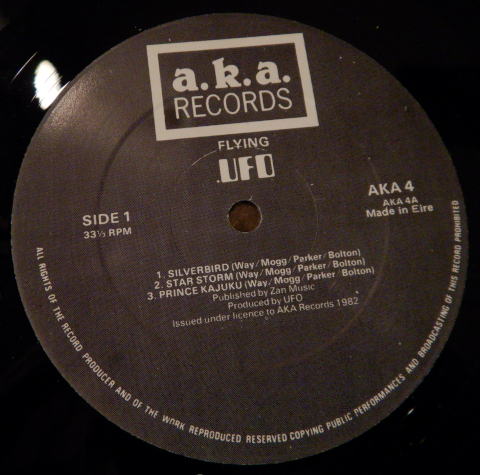 a.k.a.
RECORDS
FLYING
UFO
SIDE 1
33⅓ RPM
AKA 4
AKA 4A
Made in Eire
1. SILVERBIRD (Way/Mogg/Parker/Bolton)
2. STAR STORM (Way/Mogg/Parker/Bolton)
3. PRINCE KAJUKU (Way/Mogg/Parker/Bolton)
Published by Zan Music
Produced by UFO
Issued under licence to AKA Records 1982
ALL RIGHTS OF THE RECORD PRODUCER AND OF THE WORK REPRODUCED RESERVED COPYING PUBLIC PERFORMANCES AND BROADCASTING OF THIS RECORD PROHIBITED